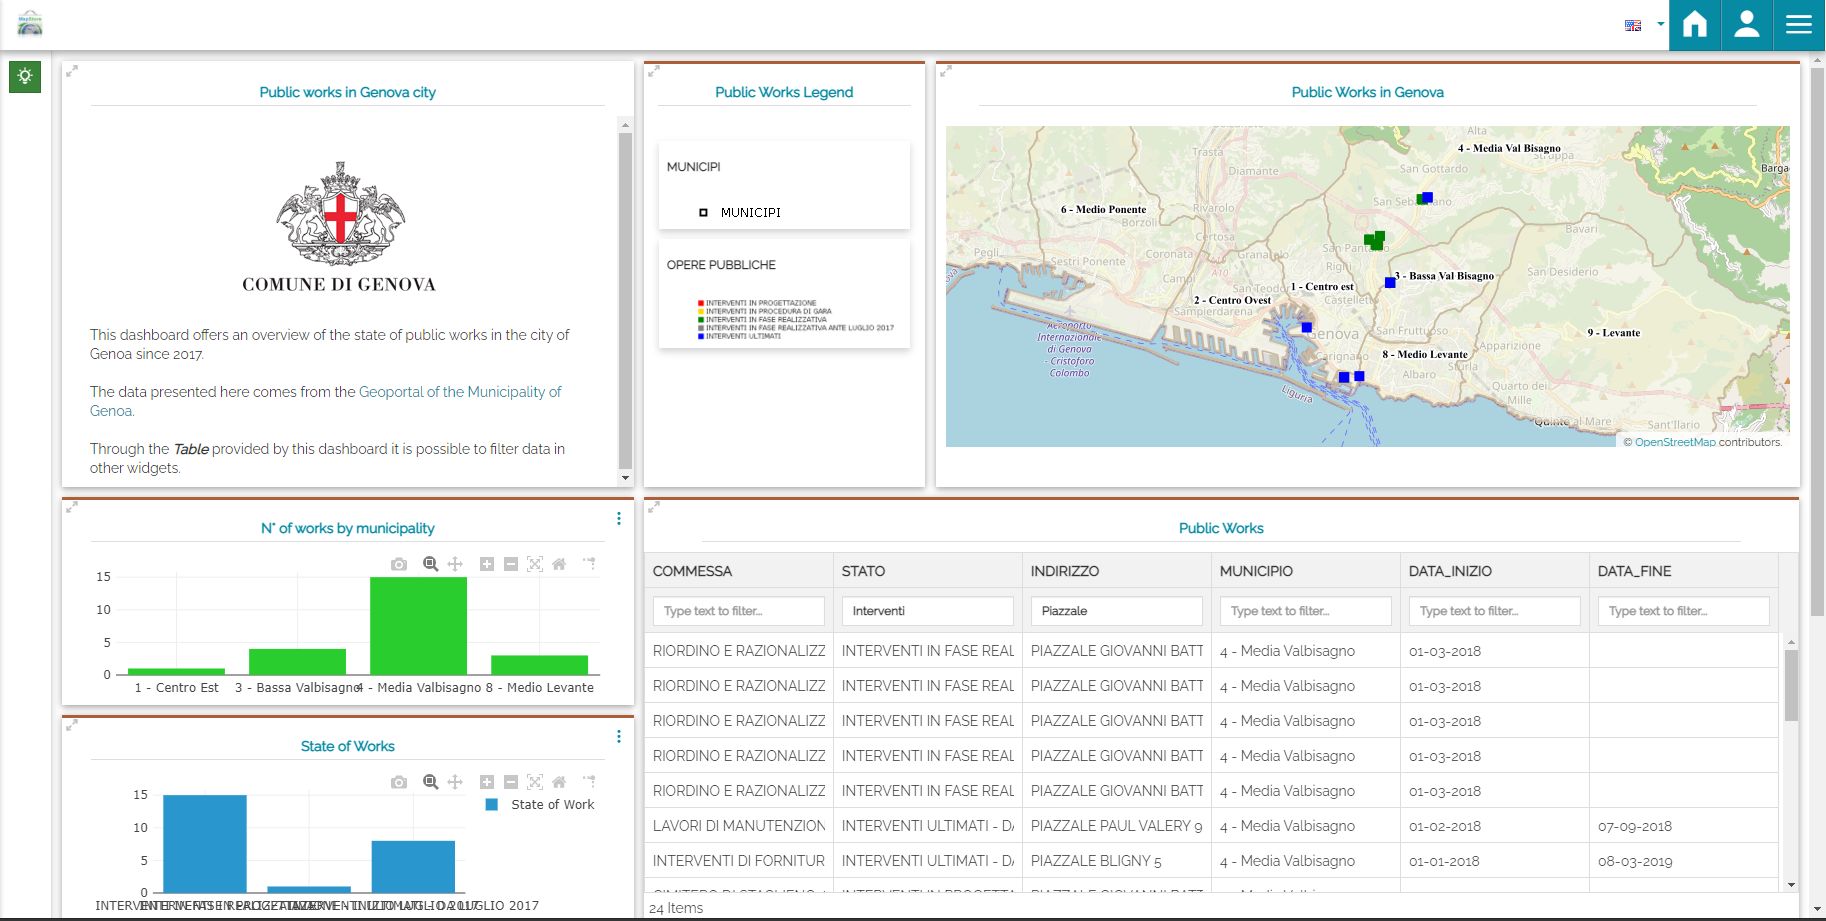 MapStore
Public works in Genova city
COMUNE DI GENOVA
This dashboard offers an overview of the state of public works in the city of
Genoa since 2017.
The data presented here comes from the Geoportal of the Municipality of
Genoa.
Through the Table provided by this dashboard it is possible to filter data in
other widgets.
Public Works Legend
MUNICIPI
MUNICIPI
OPERE PUBBLICHE
INTERVENTI IN PROGETTAZIONE
INTERVENTI IN PROCEDURA DI GARA
INTERVENTI IN FASE REALIZZATIVA
INTERVENTI IN FASE REALIZZATIVA ANTE LUGLIO 2017
INTERVENTI ULTIMATI
Public Works in Genova
Alta
4 - Media Val Bisagno
Struppa
Trasta
San Gottardo
Diamante
Barga
6 - Medio Ponente
Rivarolo
Borzoli
Bavari
Certosa
Pegli
Sestri Ponente
Coronata
Granarolo
A10
Righi
San Desiderio
Campi
3 - Bassa Val Bisagno
1 - Centro est
2 - Centro Ovest
Castelletto
Sampierdarena
Genova
San Fruttuoso
9 - Levante
Aeroporto
Internazionale
di Genova
- Cristoforo
Colombo
Apparizione
Carignano
8 - Medio Levante
Sturla
Albaro
Quarto dei
Mille
Liguria
Quinto al Mare
Sant'Ilario
© OpenStreetMap contributors.
N° of works by municipality
15
10
5
0
1 - Centro Est
3 - Bassa Valbisagno
4 - Media Valbisagno
8 - Medio Levante
State of Works
15
10
5
0
State of Work
Public Works
COMMESSA STATO INDIRIZZO MUNICIPIO DATA_INIZIO DATA_FINE
Type text to filter... Interventi Piazzale Type text to filter... Type text to filter... Type text to filter...
RIORDINO E RAZIONALIZZ INTERVENTI IN FASE REAL PIAZZALE GIOVANNI BATT 4 - Media Valbisagno 01-03-2018
RIORDINO E RAZIONALIZZ INTERVENTI IN FASE REAL PIAZZALE GIOVANNI BATT 4 - Media Valbisagno 01-03-2018
RIORDINO E RAZIONALIZZ INTERVENTI IN FASE REAL PIAZZALE GIOVANNI BATT 4 - Media Valbisagno 01-03-2018
RIORDINO E RAZIONALIZZ INTERVENTI IN FASE REAL PIAZZALE GIOVANNI BATT 4 - Media Valbisagno 01-03-2018
RIORDINO E RAZIONALIZZ INTERVENTI IN FASE REAL PIAZZALE GIOVANNI BATT 4 - Media Valbisagno 01-03-2018
LAVORI DI MANUTENZION INTERVENTI ULTIMATI - DA PIAZZALE PAUL VALERY 9 4 - Media Valbisagno 01-02-2018 07-09-2018
INTERVENTI DI FORNITUR INTERVENTI ULTIMATI - DA PIAZZALE BLIGNY 5 4 - Media Valbisagno 01-01-2018 08-03-2019
24 Items